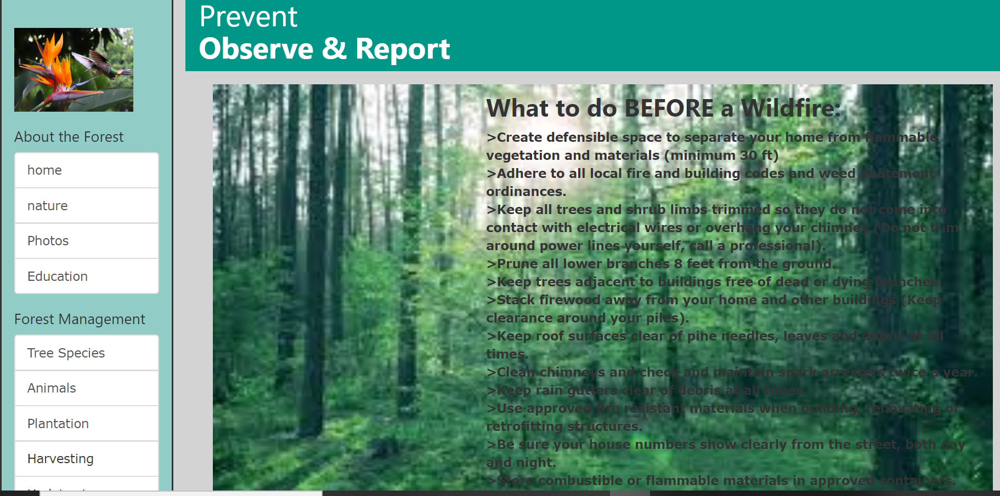 Prevent
Observe & Report
About the Forest
home
nature
Photos
Education
Forest Management
Tree Species
Animals
Plantation
Harvesting
What to do BEFORE a Wildfire:
>Create defensible space to separate your home from flammable
vegetation and materials (minimum 30 ft)
>Adhere to all local fire and building codes and weed abatement
ordinances.
>Keep all trees and shrub limbs trimmed so they do not come into
contact with electrical wires or overhang your chimney (Do not trim
around power lines yourself, call a professional).
>Prune all lower branches 8 feet from the ground.
>Keep trees adjacent to buildings free of dead or dying branches.
>Stack firewood away from your home and other buildings (Keep
clearance around your piles).
>Keep roof surfaces clear of pine needles, leaves and debris at all
times.
>Clean chimneys and check and maintain spark arresters twice a year.
>Keep rain gutters clear of debris at all times.
>Use approved fire resistant materials when building, renovating or
retrofitting structures.
>Be sure your house numbers show clearly from the street, both day
and night.
>Store combustible or flammable materials in approved containers.